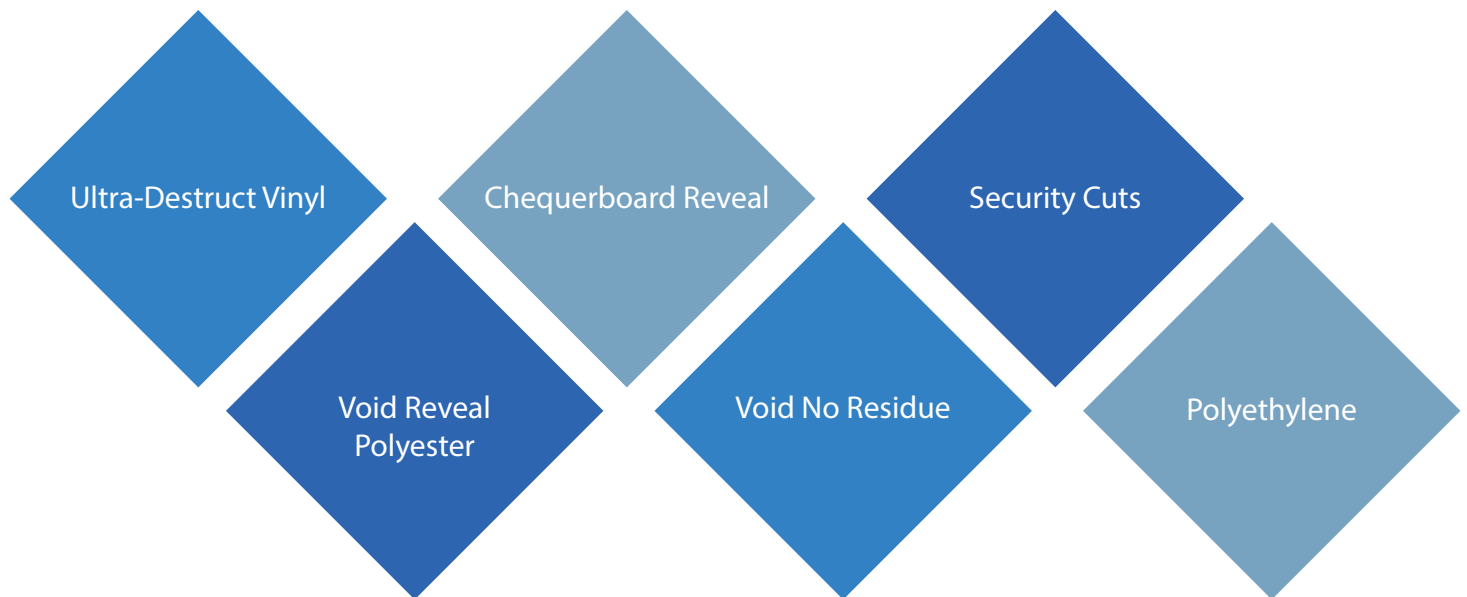 Ultra-Destruct Vinyl
Chequerboard Reveal
Security Cuts
Void Reveal
Polyester
Void No Residue
Polyethylene